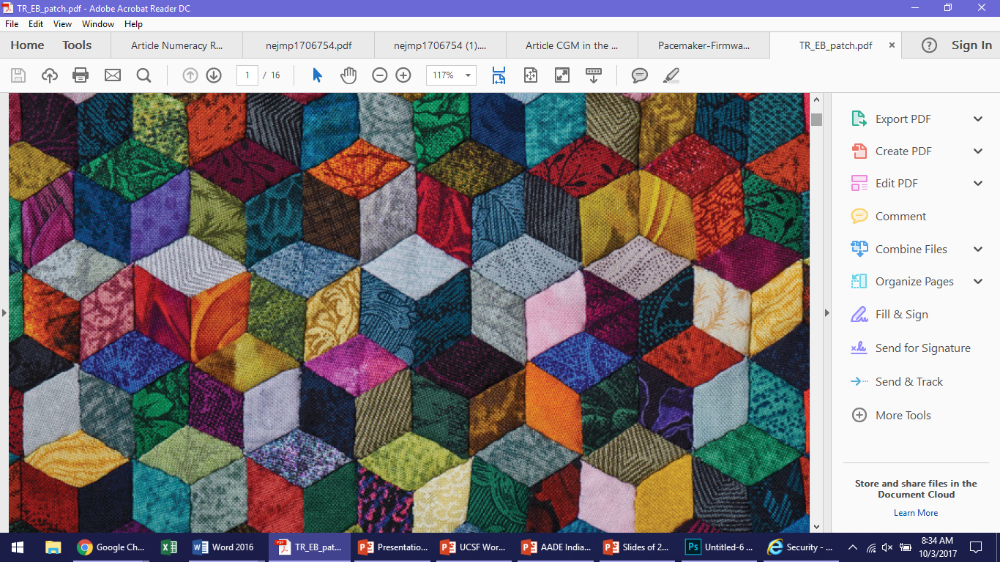 TR_EB_patch.pdf - Adobe Acrobat Reader DC
File Edit View Window Help
Home Tools Article Numeracy R... nejmp1706754.pdf nejmp1706754 (1).... Article CGM in the ... Pacemaker-Firmwa... TR_EB_patch.pdf × Sign In
1 / 16 117%
Export PDF
Create PDF
Edit PDF
Comment
Combine Files
Organize Pages
Fill & Sign
Send for Signature
Send & Track
More Tools
Store and share files in the
Document Cloud
Learn More
Google Ch... Word 2016 TR_EB_pat... Presentatio... UCSF Wor... AADE India... Slides of 2... Untitled-6 ... Security - ...
8:34 AM
10/3/2017